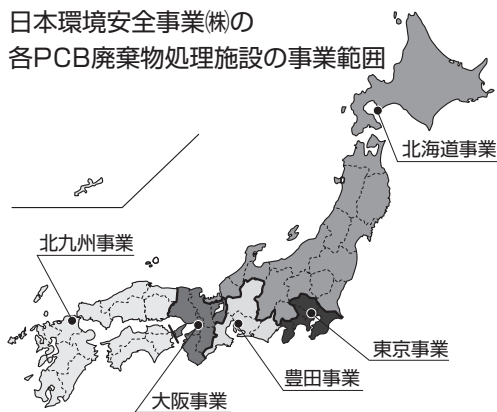 日本環境安全事業㈱の
各PCB廃棄物処理施設の事業範囲
北海道事業
北九州事業
東京事業
豊田事業
大阪事業